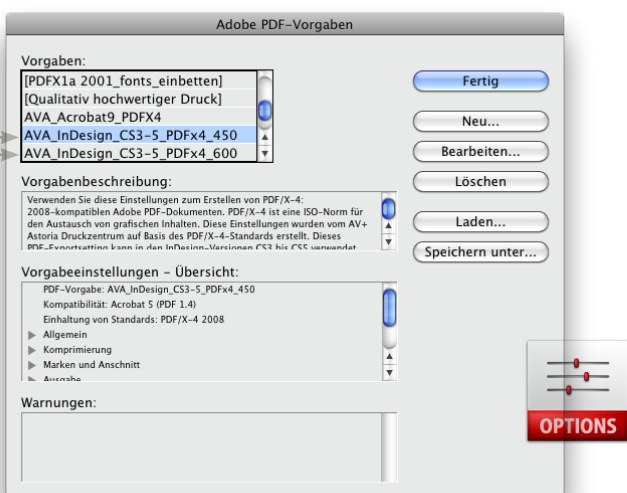 Adobe PDF-Vorgaben
Vorgaben:
[PDFX1a 2001_fonts_einbetten]
[Qualitativ hochwertiger Druck]
AVA_Acrobat9_PDFX4
AVA_InDesign_CS3-5_PDFx4_450
AVA_InDesign_CS3-5_PDFx4_600
Fertig
Neu...
Bearbeiten...
Löschen
Laden...
Speichern unter...
Vorgabenbeschreibung:
Verwenden Sie diese Einstellungen zum Erstellen von PDF/X-4:
2008-kompatiblen Adobe PDF-Dokumenten. PDF/X-4 ist eine ISO-Norm für
den Austausch von grafischen Inhalten. Diese Einstellungen wurden vom AV+
Astoria Druckzentrum auf Basis des PDF/X-4-Standards erstellt. Dieses
PDF-Exportsetting kann in den InDesign-Versionen CS3 bis CS5 verwendet
Vorgabeeinstellungen - Übersicht:
PDF-Vorgabe: AVA_InDesign_CS3-5_PDFx4_450
Kompatibilität: Acrobat 5 (PDF 1.4)
Einhaltung von Standards: PDF/X-4 2008
Allgemein
Komprimierung
Marken und Anschnitt
Ausgabe
Warnungen:
OPTIONS